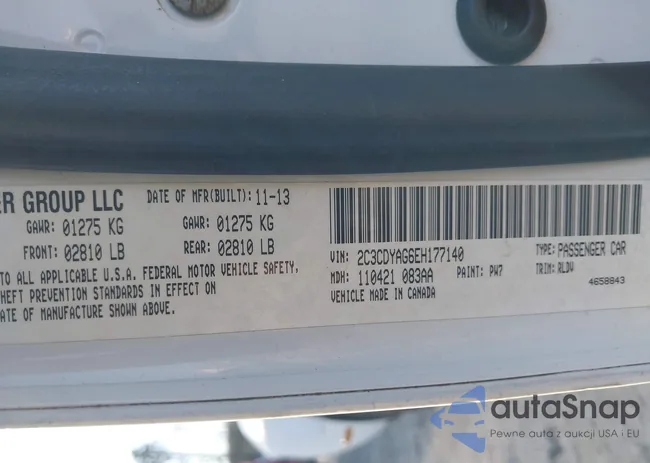 ER GROUP LLC
DATE OF MFR(BUILT): 11-13
GAWR: 01275 KG
GAWR: 01275 KG
FRONT: 02810 LB
REAR: 02810 LB
TO ALL APPLICABLE U.S.A. FEDERAL MOTOR VEHICLE SAFETY,
HEFT PREVENTION STANDARDS IN EFFECT ON
DATE OF MANUFACTURE SHOWN ABOVE.
VIN: 2C3CDYAG6EH177140
TYPE: PASSENGER CAR
MDH: 110421 083AA
PAINT: PW7
TRIM: RLDV
VEHICLE MADE IN CANADA
4658843
autaSnap
Pewne auta z aukcji USA i EU